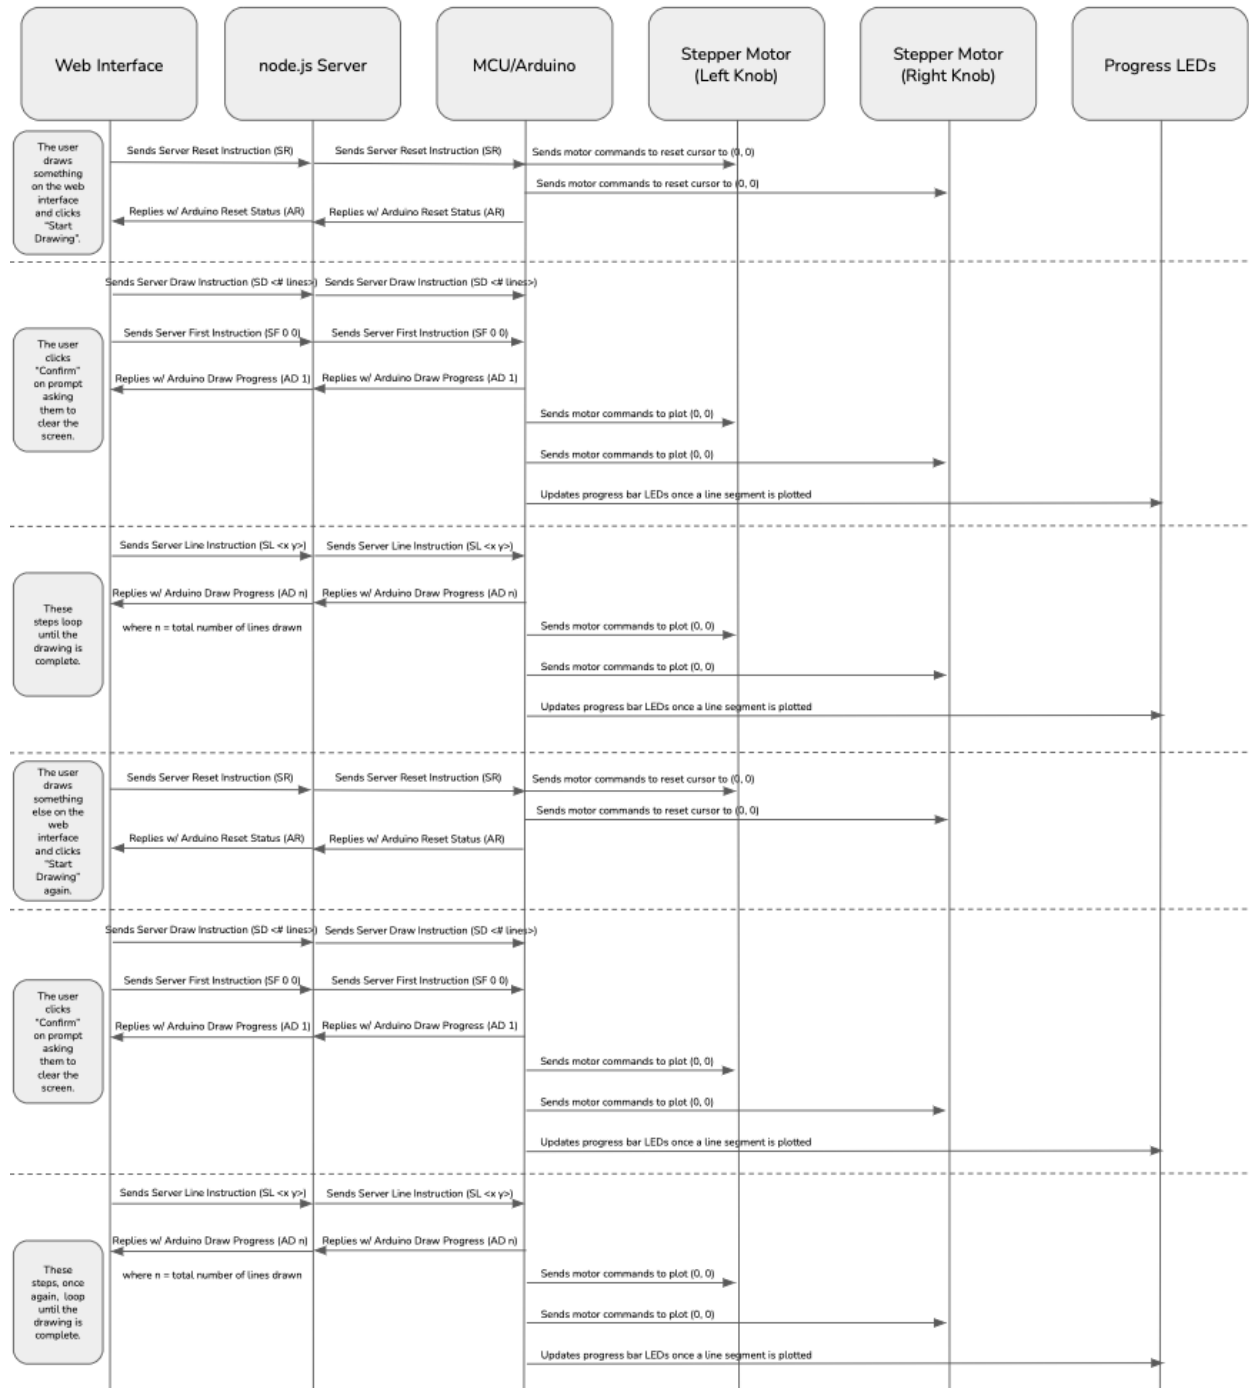 Web Interface
node.js Server
MCU/Arduino
Stepper Motor
(Left Knob)
Stepper Motor
(Right Knob)
Progress LEDs
The user
draws
something
on the web
interface
and clicks
"Start
Drawing".
Sends Server Reset Instruction (SR)
Sends Server Reset Instruction (SR)
Sends motor commands to reset cursor to (0, 0)
Sends motor commands to reset cursor to (0, 0)
Replies w/ Arduino Reset Status (AR)
Replies w/ Arduino Reset Status (AR)
Sends Server Draw Instruction (SD <# lines>)
Sends Server Draw Instruction (SD <# lines>)
The user
clicks
"Confirm"
on prompt
asking
them to
clear the
screen.
Sends Server First Instruction (SF 0 0)
Sends Server First Instruction (SF 0 0)
Replies w/ Arduino Draw Progress (AD 1)
Replies w/ Arduino Draw Progress (AD 1)
Sends motor commands to plot (0, 0)
Sends motor commands to plot (0, 0)
Updates progress bar LEDs once a line segment is plotted
Sends Server Line Instruction (SL <x y>)
Sends Server Line Instruction (SL <x y>)
These
steps loop
until the
drawing is
complete.
Replies w/ Arduino Draw Progress (AD n)
Replies w/ Arduino Draw Progress (AD n)
where n = total number of lines drawn
Sends motor commands to plot (0, 0)
Sends motor commands to plot (0, 0)
Updates progress bar LEDs once a line segment is plotted
The user
draws
something
else on the
web
interface
and clicks
"Start
Drawing"
again.
Sends Server Reset Instruction (SR)
Sends Server Reset Instruction (SR)
Sends motor commands to reset cursor to (0, 0)
Sends motor commands to reset cursor to (0, 0)
Replies w/ Arduino Reset Status (AR)
Replies w/ Arduino Reset Status (AR)
Sends Server Draw Instruction (SD <# lines>)
Sends Server Draw Instruction (SD <# lines>)
The user
clicks
"Confirm"
on prompt
asking
them to
clear the
screen.
Sends Server First Instruction (SF 0 0)
Sends Server First Instruction (SF 0 0)
Replies w/ Arduino Draw Progress (AD 1)
Replies w/ Arduino Draw Progress (AD 1)
Sends motor commands to plot (0, 0)
Sends motor commands to plot (0, 0)
Updates progress bar LEDs once a line segment is plotted
Sends Server Line Instruction (SL <x y>)
Sends Server Line Instruction (SL <x y>)
These
steps, once
again, loop
until the
drawing is
complete.
Replies w/ Arduino Draw Progress (AD n)
Replies w/ Arduino Draw Progress (AD n)
where n = total number of lines drawn
Sends motor commands to plot (0, 0)
Sends motor commands to plot (0, 0)
Updates progress bar LEDs once a line segment is plotted